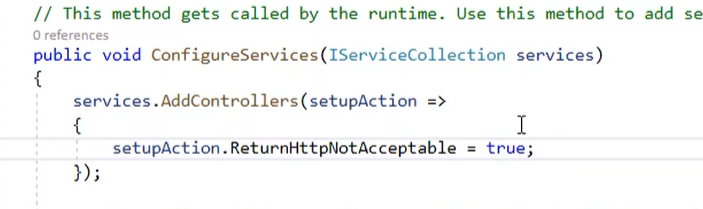 // This method gets called by the runtime. Use this method to add se
0 references
public void ConfigureServices(IServiceCollection services)
{
services.AddControllers(setupAction =>
{
setupAction.ReturnHttpNotAcceptable = true;
});